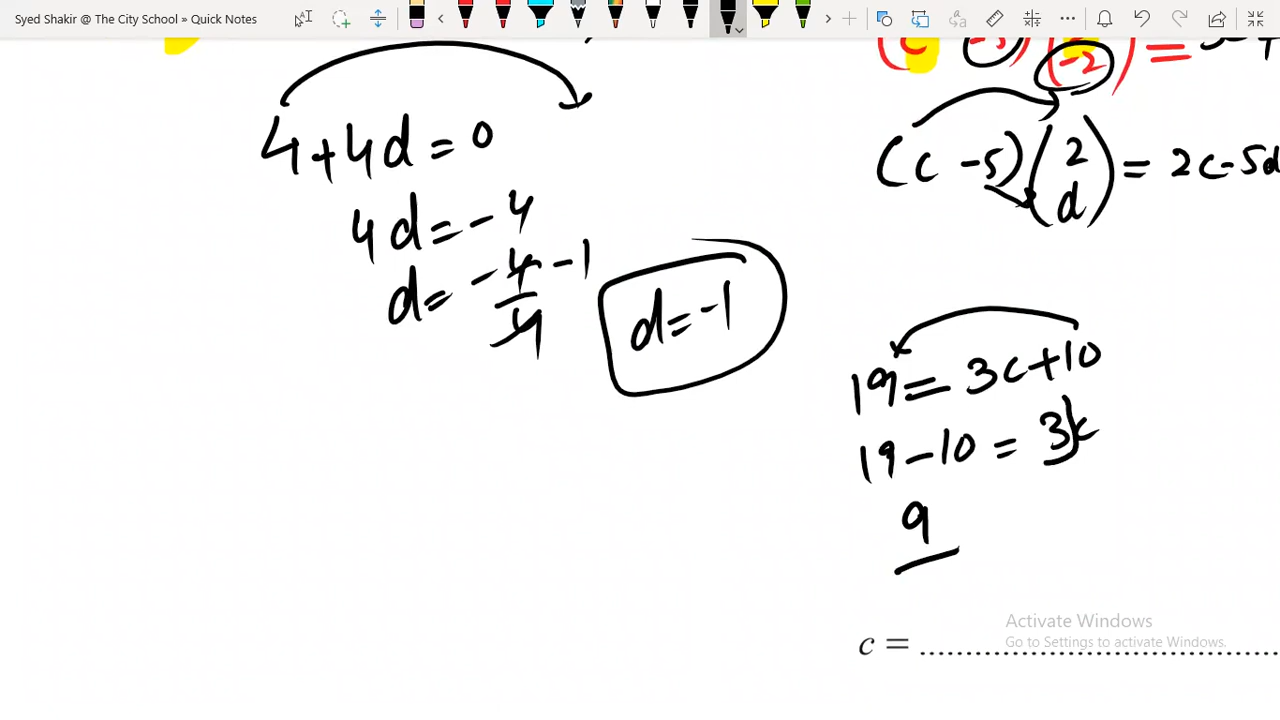 Syed Shakir @ The City School » Quick Notes
4+4d=0
4d=-4
d=-4/4 -1
d=-1
(c -5)(2 d) = 2c-5d
19=3c+10
19-10=3c
9
Activate Windows
Go to Settings to activate Windows.
c = ........................